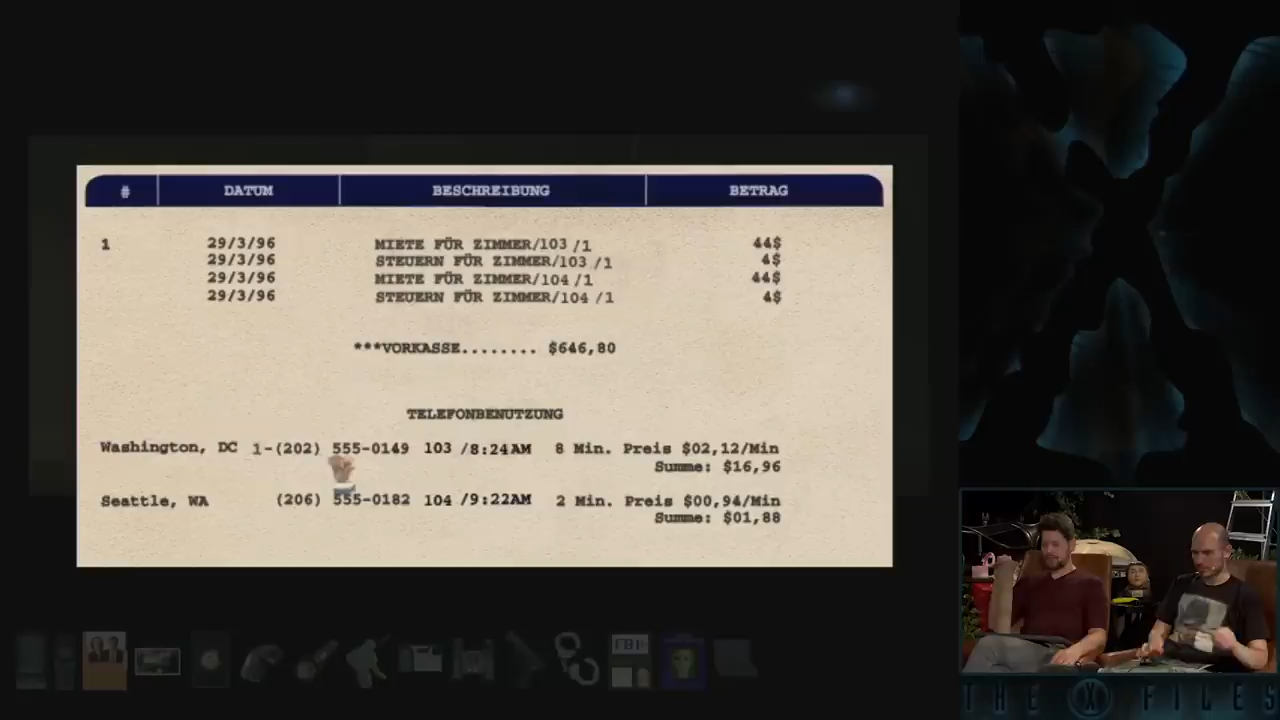 # DATUM BESCHREIBUNG BETRAG
1 29/3/96 MIETE FÜR ZIMMER/103 /1 44$
29/3/96 STEUERN FÜR ZIMMER/103 /1 4$
29/3/96 MIETE FÜR ZIMMER/104 /1 44$
29/3/96 STEUERN FÜR ZIMMER/104 /1 4$
***VORKASSE........ $646,80
TELEFONBENUTZUNG
Washington, DC 1-(202) 555-0149 103 /8:24AM 8 Min. Preis $02,12/Min
Summe: $16,96
Seattle, WA (206) 555-0182 104 /9:22AM 2 Min. Preis $00,94/Min
Summe: $01,88
FBI
THE X FILES